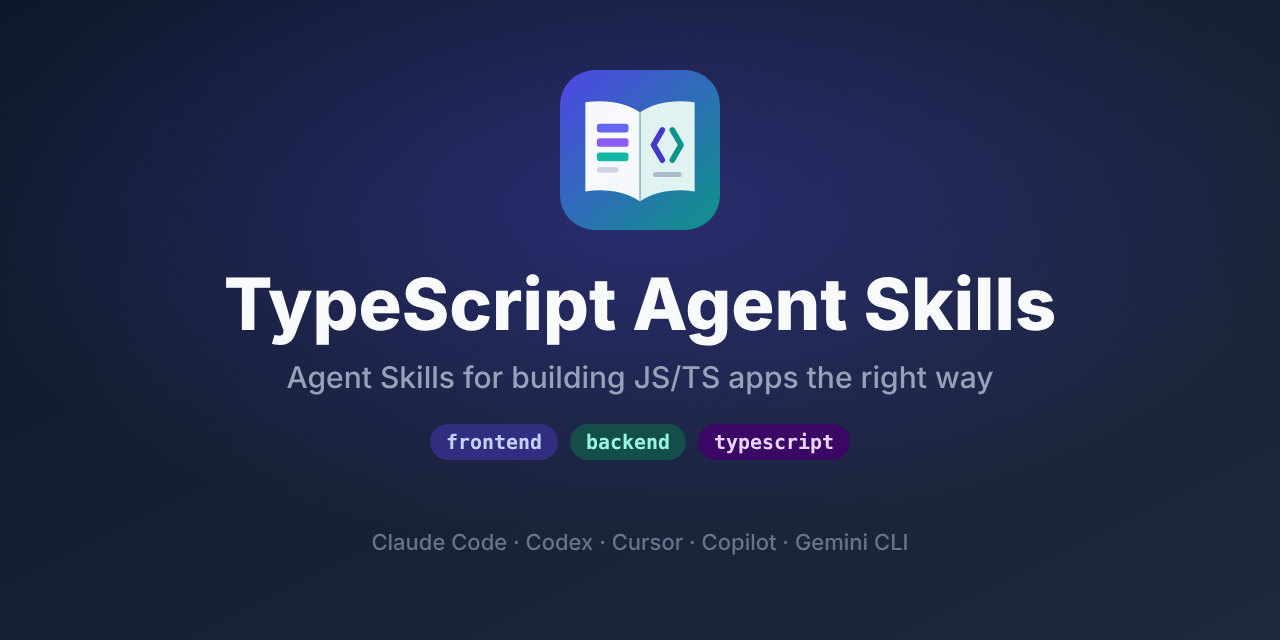 TypeScript Agent Skills
Agent Skills for building JS/TS apps the right way
frontend backend typescript
Claude Code · Codex · Cursor · Copilot · Gemini CLI